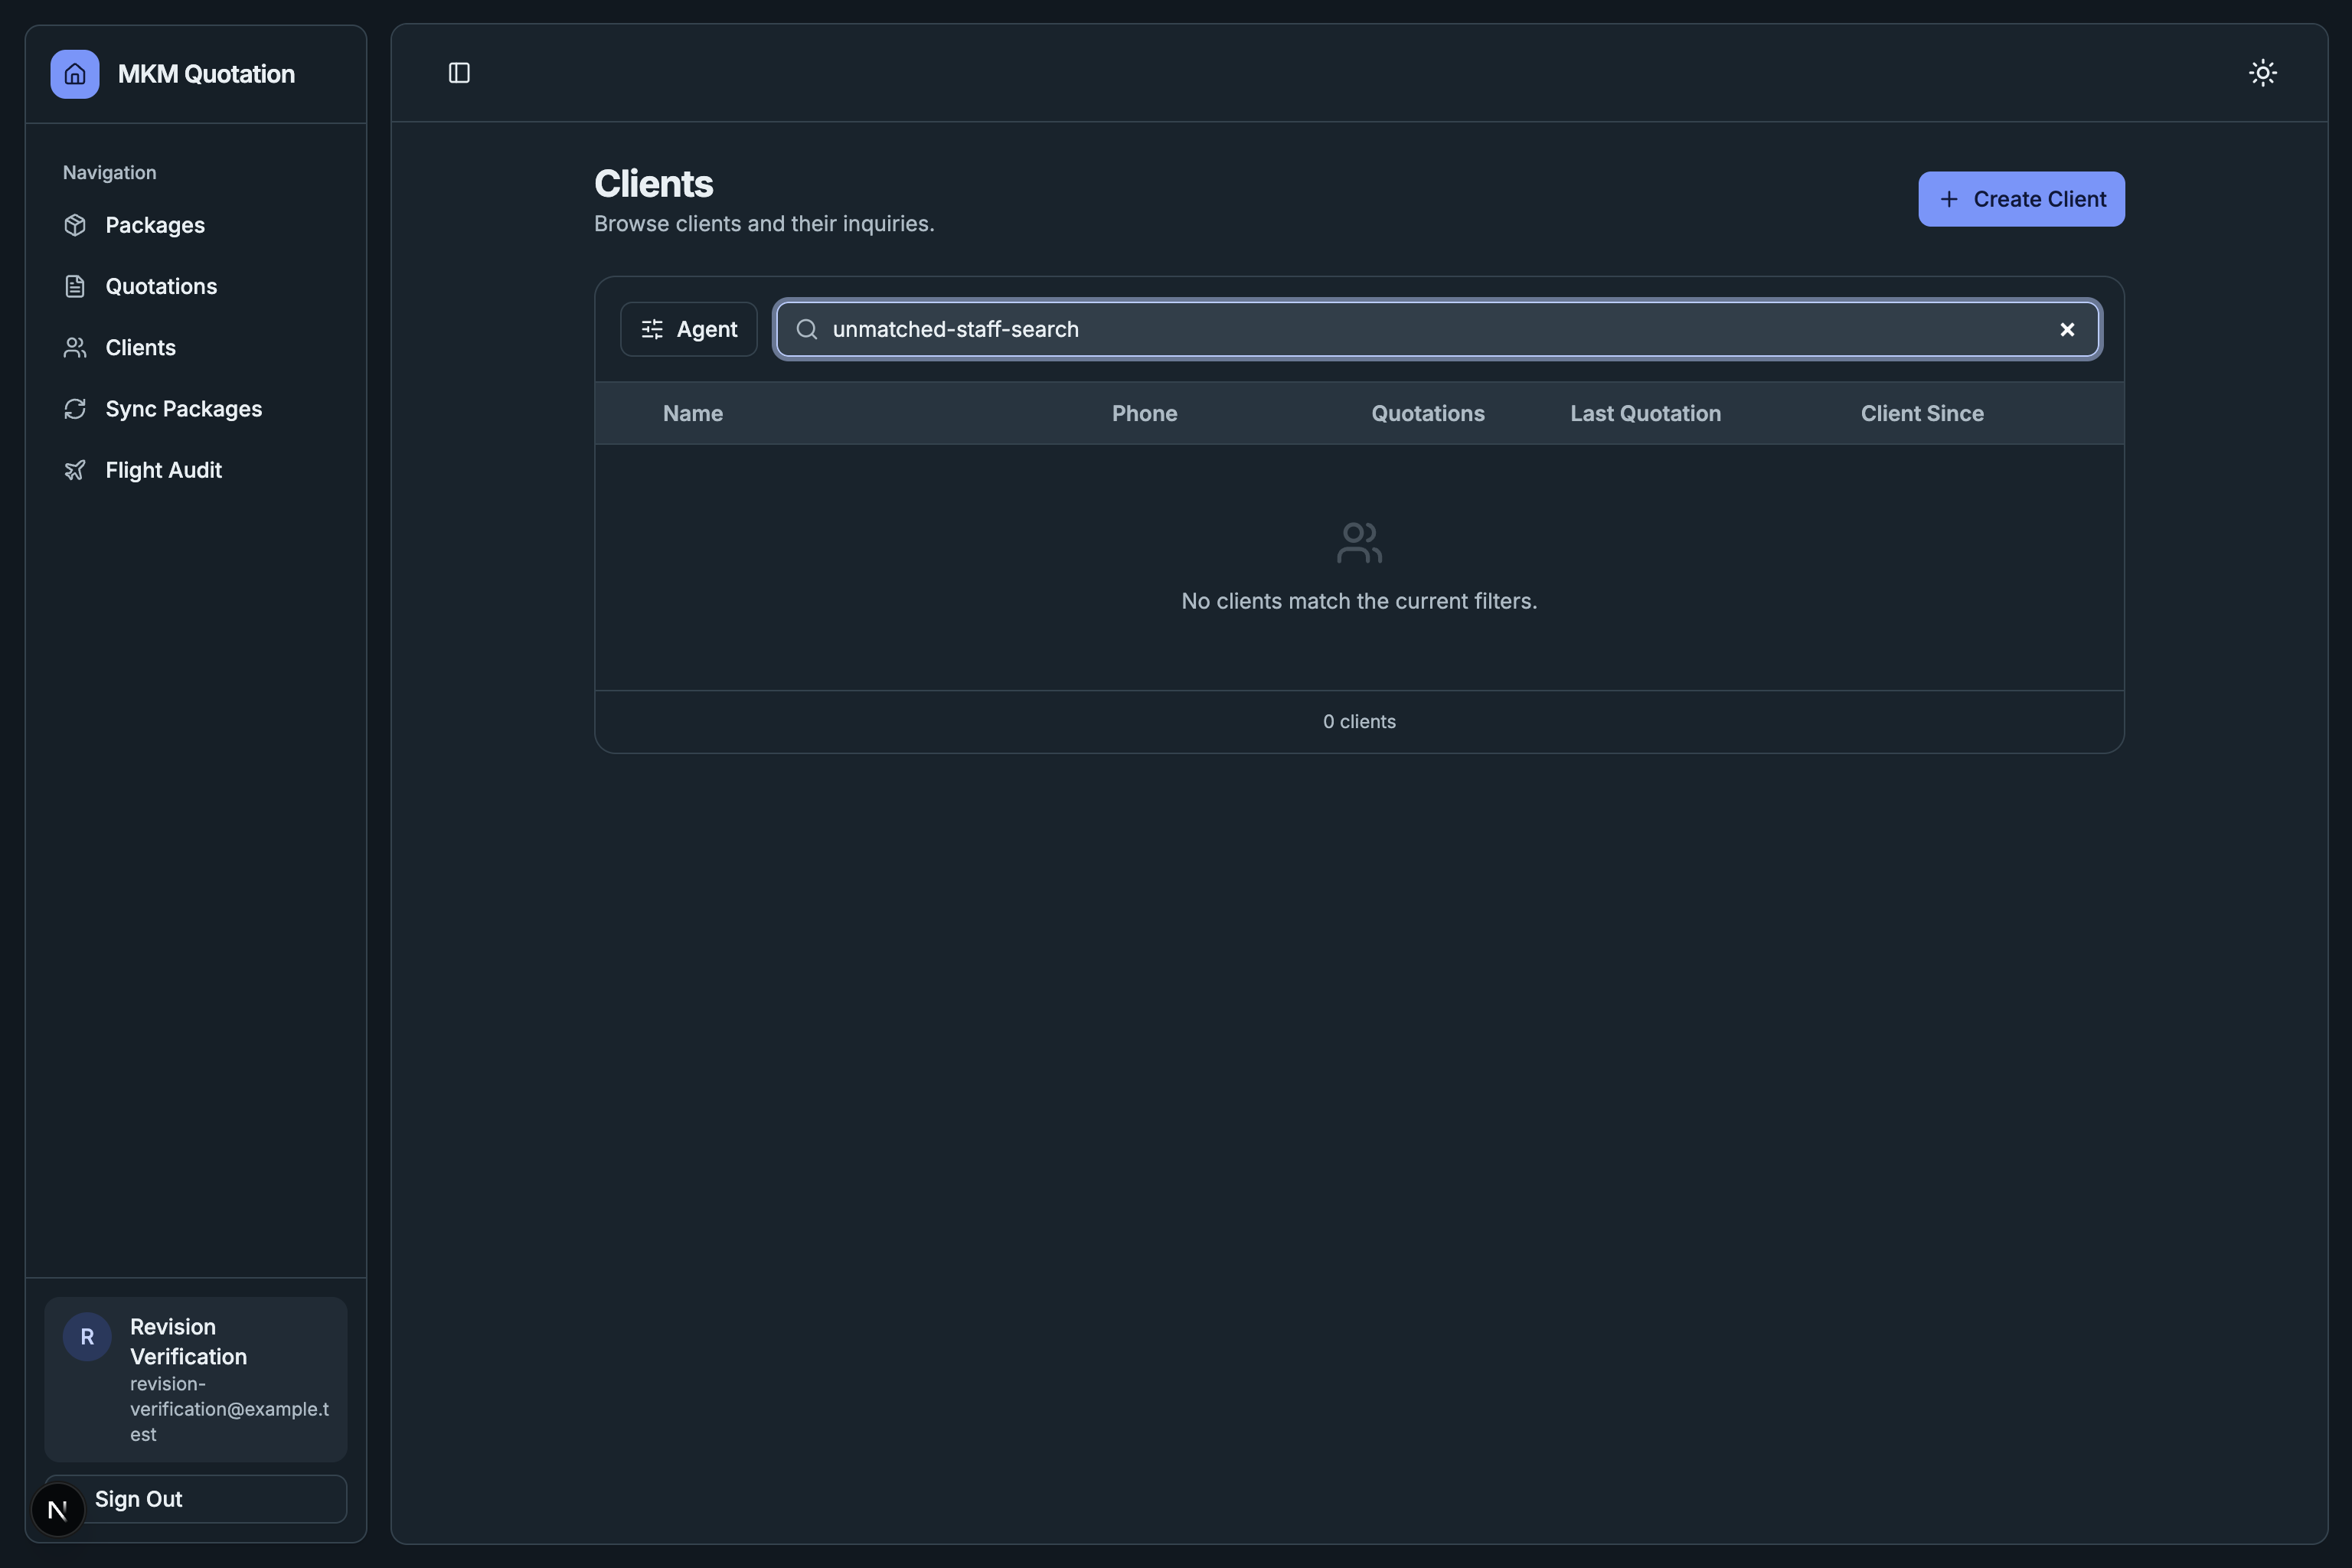 MKM Quotation
Navigation
Packages
Quotations
Clients
Sync Packages
Flight Audit
Revision
Verification
revision-
verification@example.t
est
Sign Out
N
Clients
Browse clients and their inquiries.
Create Client
Agent
unmatched-staff-search
Name Phone Quotations Last Quotation Client Since
No clients match the current filters.
0 clients
R